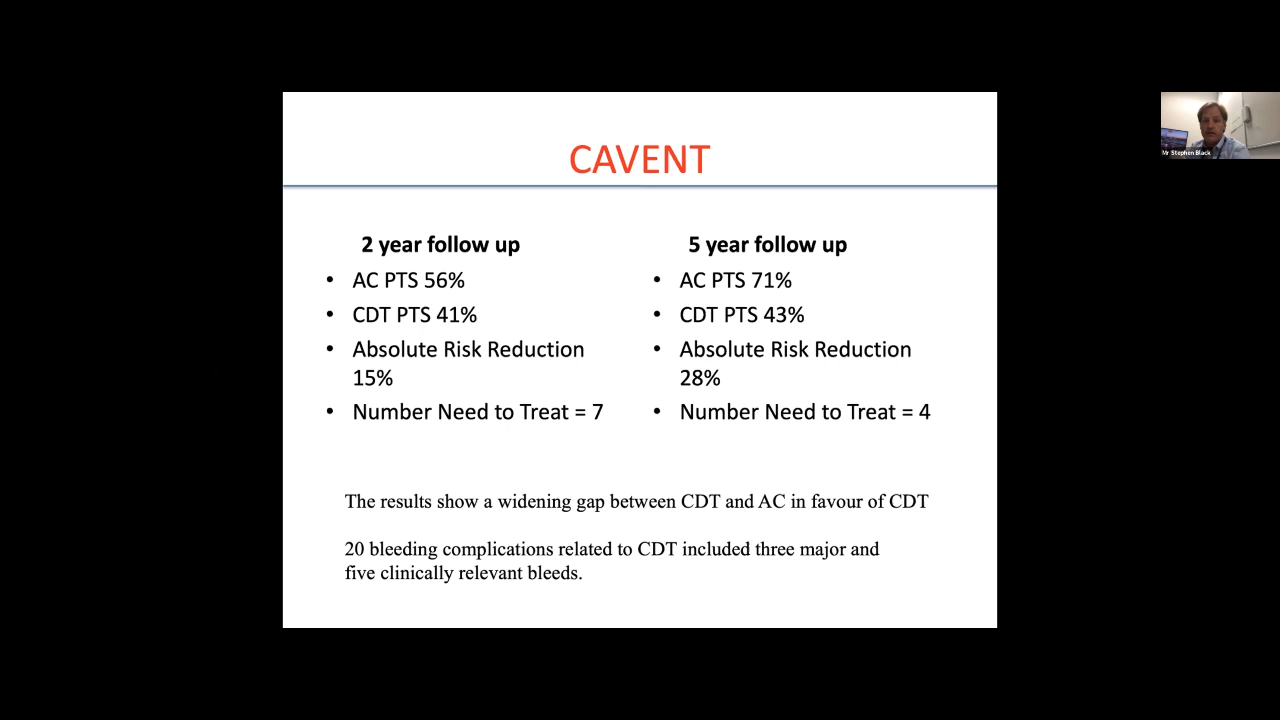 CAVENT
2 year follow up
• AC PTS 56%
• CDT PTS 41%
• Absolute Risk Reduction
15%
• Number Need to Treat = 7
5 year follow up
• AC PTS 71%
• CDT PTS 43%
• Absolute Risk Reduction
28%
• Number Need to Treat = 4
The results show a widening gap between CDT and AC in favour of CDT
20 bleeding complications related to CDT included three major and
five clinically relevant bleeds.
Mr Stephen Black